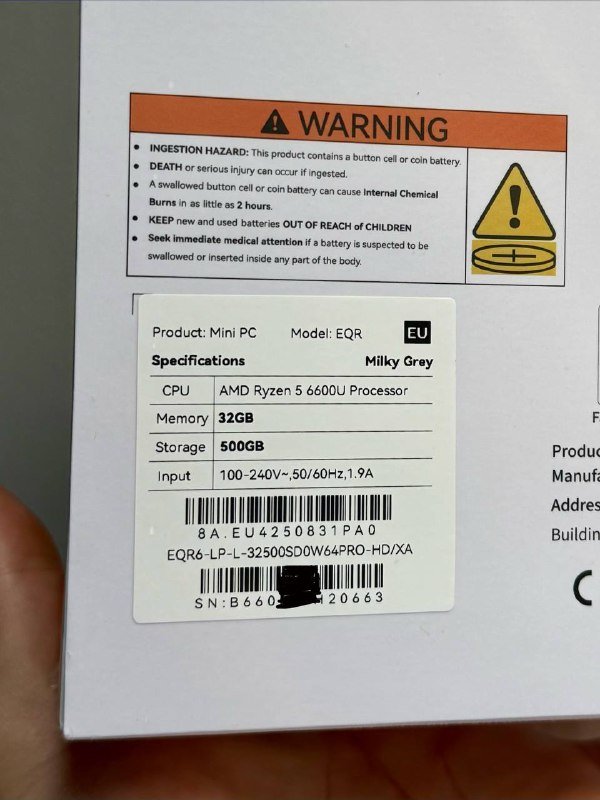 WARNING
INGESTION HAZARD: This product contains a button cell or coin battery.
DEATH or serious injury can occur if ingested.
A swallowed button cell or coin battery can cause Internal Chemical
Burns in as little as 2 hours.
KEEP new and used batteries OUT OF REACH of CHILDREN
Seek immediate medical attention if a battery is suspected to be
swallowed or inserted inside any part of the body.
Product: Mini PC Model: EQR EU
Specifications Milky Grey
CPU AMD Ryzen 5 6600U Processor
Memory 32GB
Storage 500GB
Input 100-240V~,50/60Hz,1.9A
8A.EU4250831PA0
EQR6-LP-L-32500SD0W64PRO-HD/XA
SN:B660 120663
Produc
Manufa
Addres
Buildin